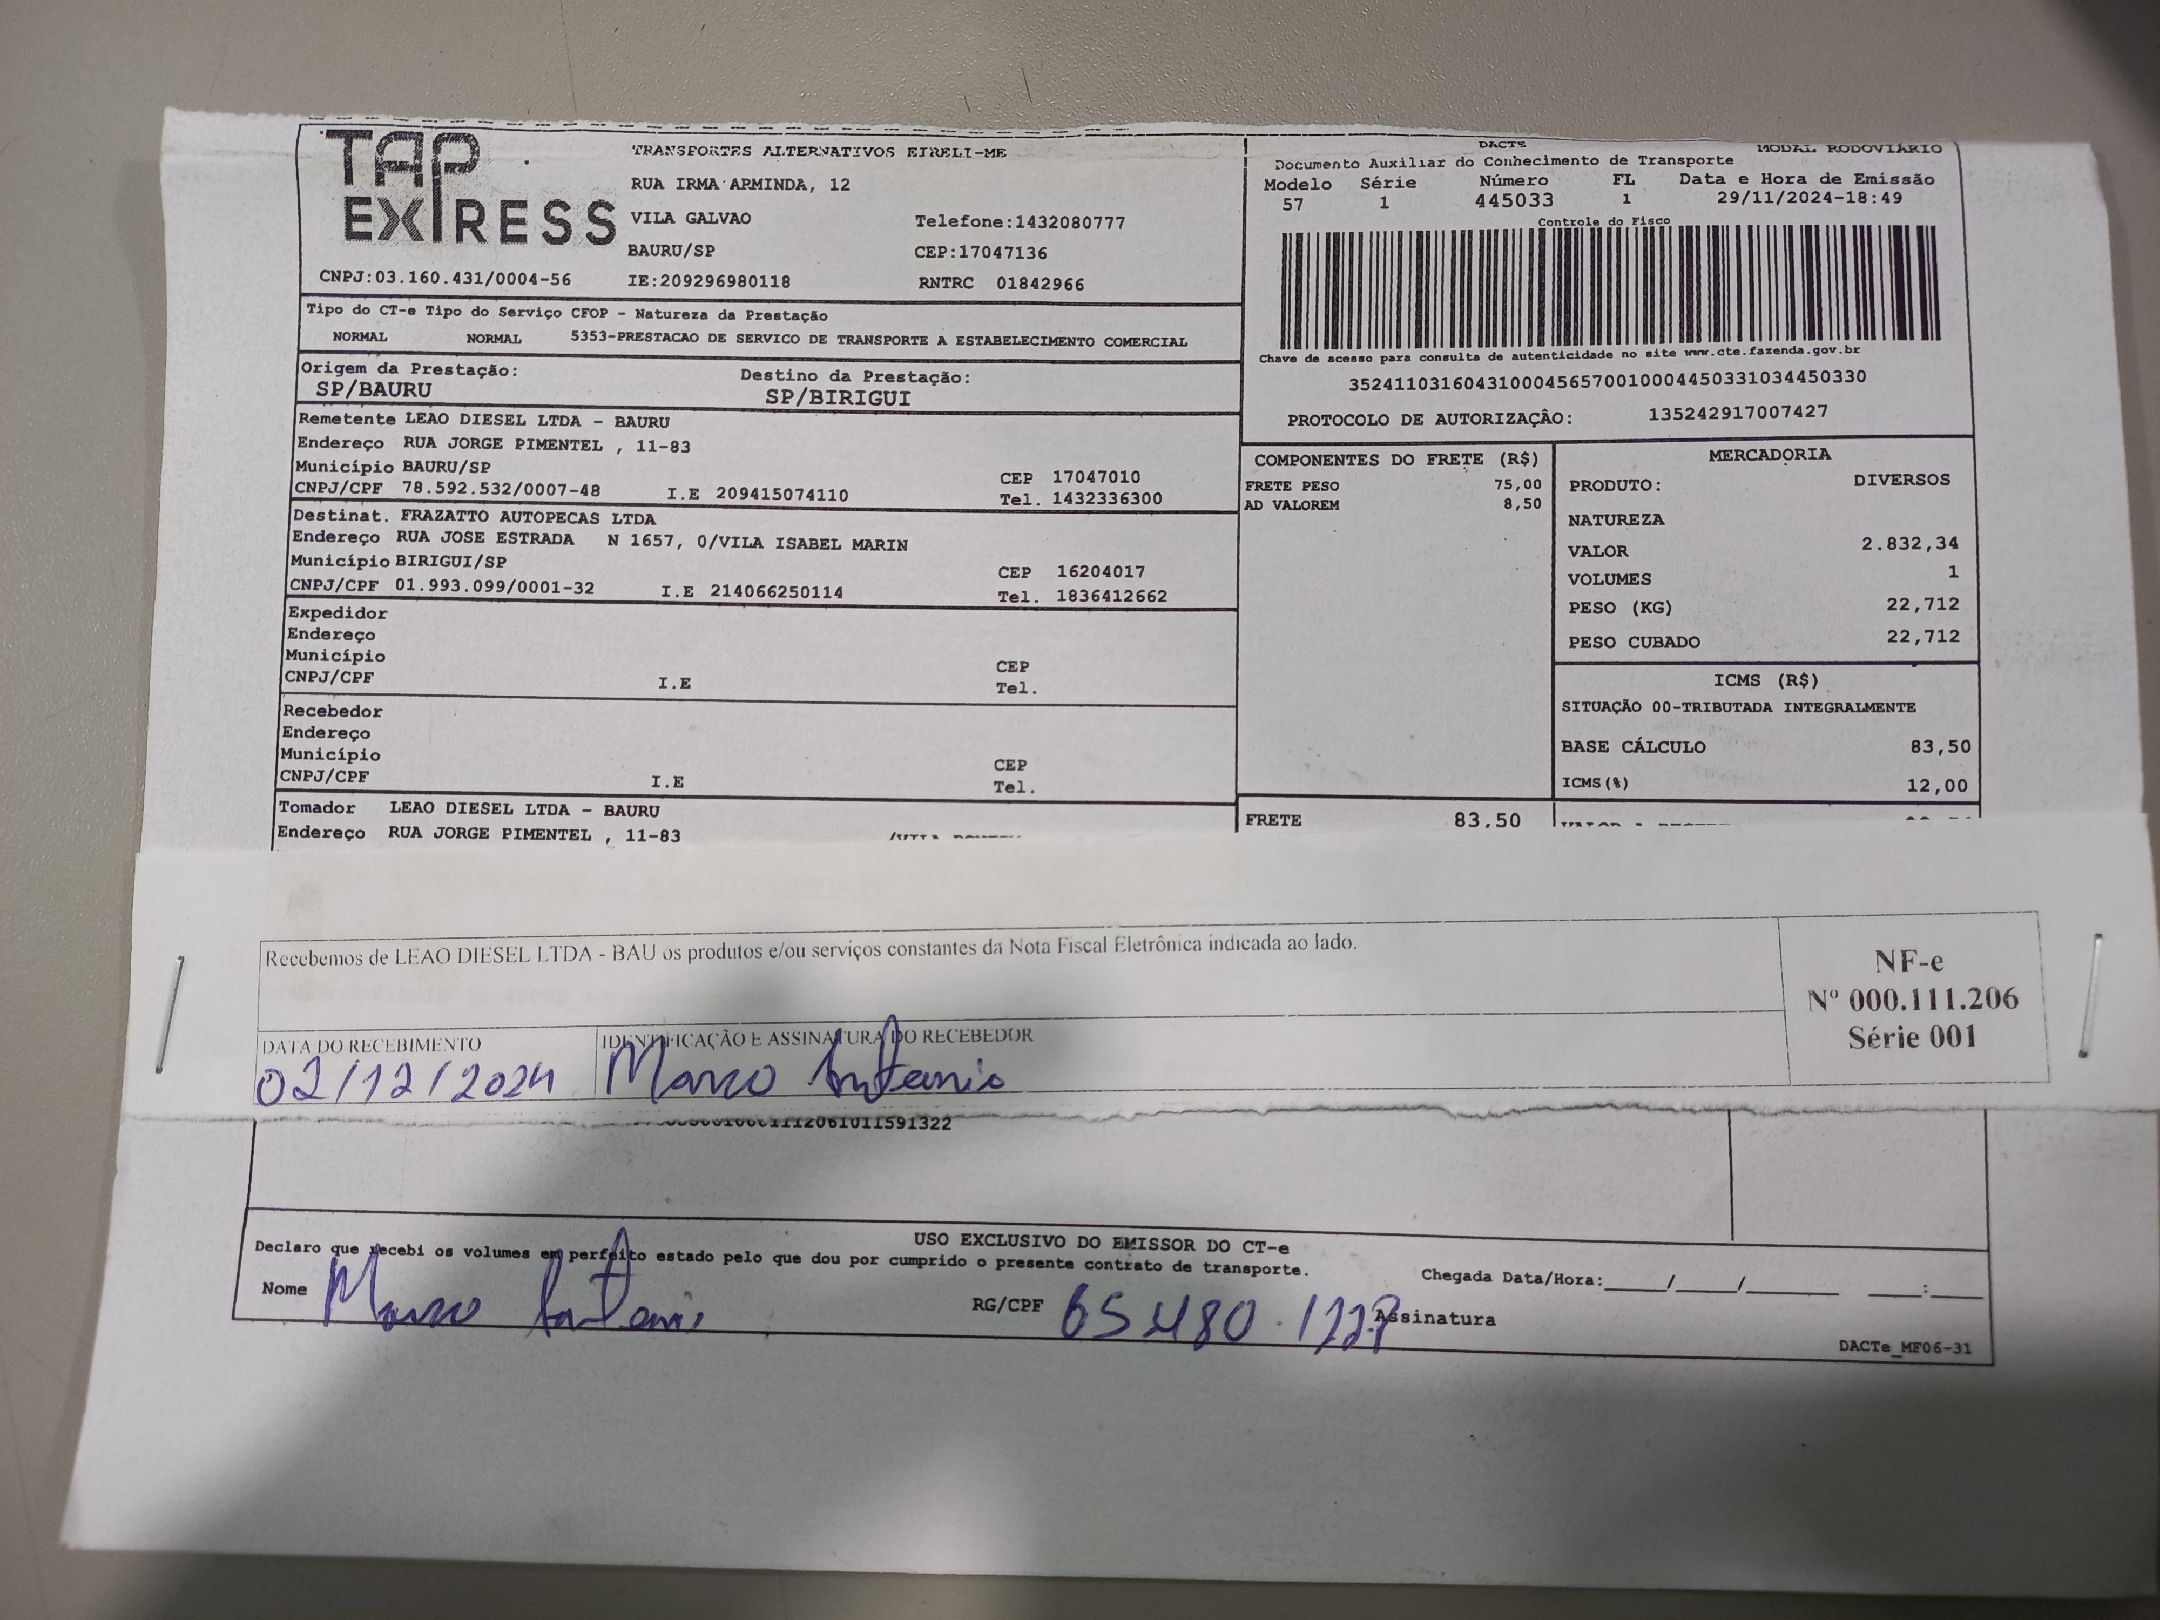 TAP EXPRESS
TRANSPORTES ALTERNATIVOS EIRELI-ME
RUA IRMA ARMINDA, 12
VILA GALVAO Telefone:1432080777
BAURU/SP CEP:17047136
CNPJ:03.160.431/0004-56 IE:209296980118 RNTRC 01842966
DACTE MODAL RODOVIÁRIO
Documento Auxiliar do Conhecimento de Transporte
Modelo Série Número FL Data e Hora de Emissão
57 1 445033 1 29/11/2024-18:49
Controle do Fisco
Chave de acesso para consulta de autenticidade no site www.cte.fazenda.gov.br
35241103160431000456570010004450331034450330
PROTOCOLO DE AUTORIZAÇÂO: 135242917007427
Tipo do CT-e Tipo do Serviço CFOP - Natureza da Prestação
NORMAL NORMAL 5353-PRESTACAO DE SERVICO DE TRANSPORTE A ESTABELECIMENTO COMERCIAL
Origem da Prestação: Destino da Prestação:
SP/BAURU SP/BIRIGUI
Remetente LEAO DIESEL LTDA - BAURU
Endereço RUA JORGE PIMENTEL , 11-83
Município BAURU/SP CEP 17047010
CNPJ/CPF 78.592.532/0007-48 I.E 209415074110 Tel. 1432336300
Destinat. FRAZATTO AUTOPECAS LTDA
Endereço RUA JOSE ESTRADA N 1657, 0/VILA ISABEL MARIN
Município BIRIGUI/SP CEP 16204017
CNPJ/CPF 01.993.099/0001-32 I.E 214066250114 Tel. 1836412662
Expedidor
Endereço
Município CEP
CNPJ/CPF I.E Tel.
Recebedor
Endereço
Município CEP
CNPJ/CPF I.E Tel.
Tomador LEAO DIESEL LTDA - BAURU
Endereço RUA JORGE PIMENTEL , 11-83
COMPONENTES DO FRETE (R$)
FRETE PESO 75,00
AD VALOREM 8,50
FRETE 83,50
MERCADORIA
PRODUTO: DIVERSOS
NATUREZA
VALOR 2.832,34
VOLUMES 1
PESO (KG) 22,712
PESO CUBADO 22,712
ICMS (R$)
SITUAÇÃO 00-TRIBUTADA INTEGRALMENTE
BASE CÁLCULO 83,50
ICMS(%) 12,00
Recebemos de LEAO DIESEL LTDA - BAU os produtos e/ou serviços constantes da Nota Fiscal Eletrônica indicada ao lado.
NF-e
Nº 000.111.206
Série 001
DATA DO RECEBIMENTO IDENTIFICAÇÃO E ASSINATURA DO RECEBEDOR
02/12/2024 Marco Antonio
USO EXCLUSIVO DO EMISSOR DO CT-e
Declaro que recebi os volumes em perfeito estado pelo que dou por cumprido o presente contrato de transporte.
Chegada Data/Hora:____/____/______ ____:____
Nome Marco Antonio RG/CPF Assinatura
DACTe_MF06-31